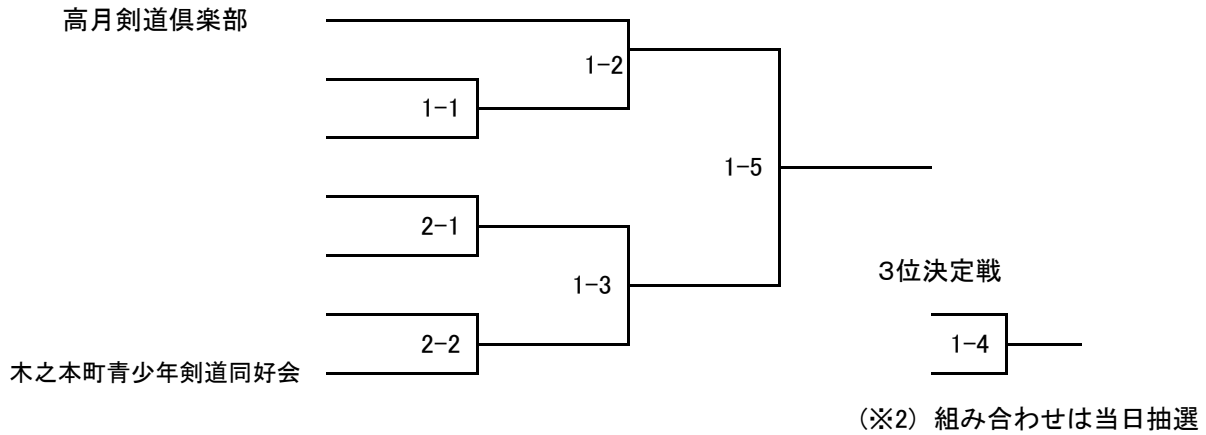 高月剣道倶楽部
1-2
1-1
1-5
2-1
1-3
3位決定戦
2-2
1-4
木之本町青少年剣道同好会
(※2) 組み合わせは当日抽選